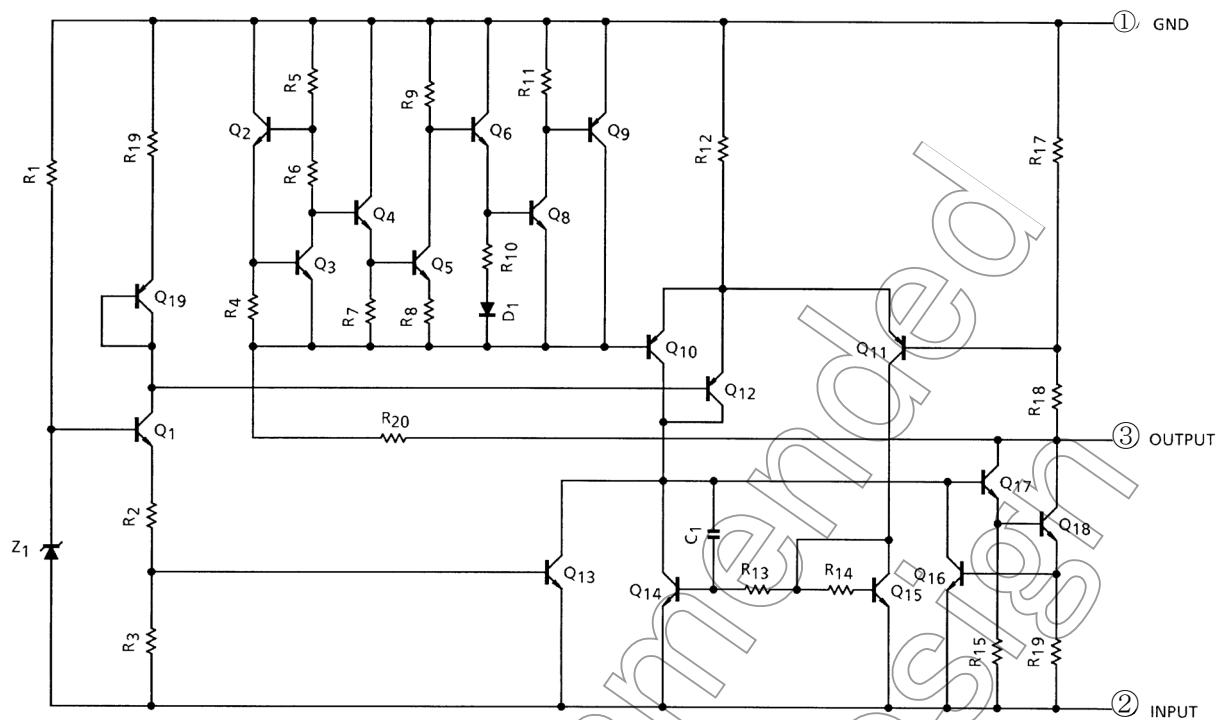 ① GND
R5
R11
R9
Q2
Q6
Q9
R19
R12
R17
R1
R6
Q4
Q8
R10
Q3
Q5
Q19
R4
R7
R8
D1
Q10
Q11
Q12
R18
Q1
R20
③ OUTPUT
Q17
R2
C1
Q18
Z1
Q13
R13
R14
Q16
Q14
Q15
R3
R15
R19
② INPUT
mended
sign